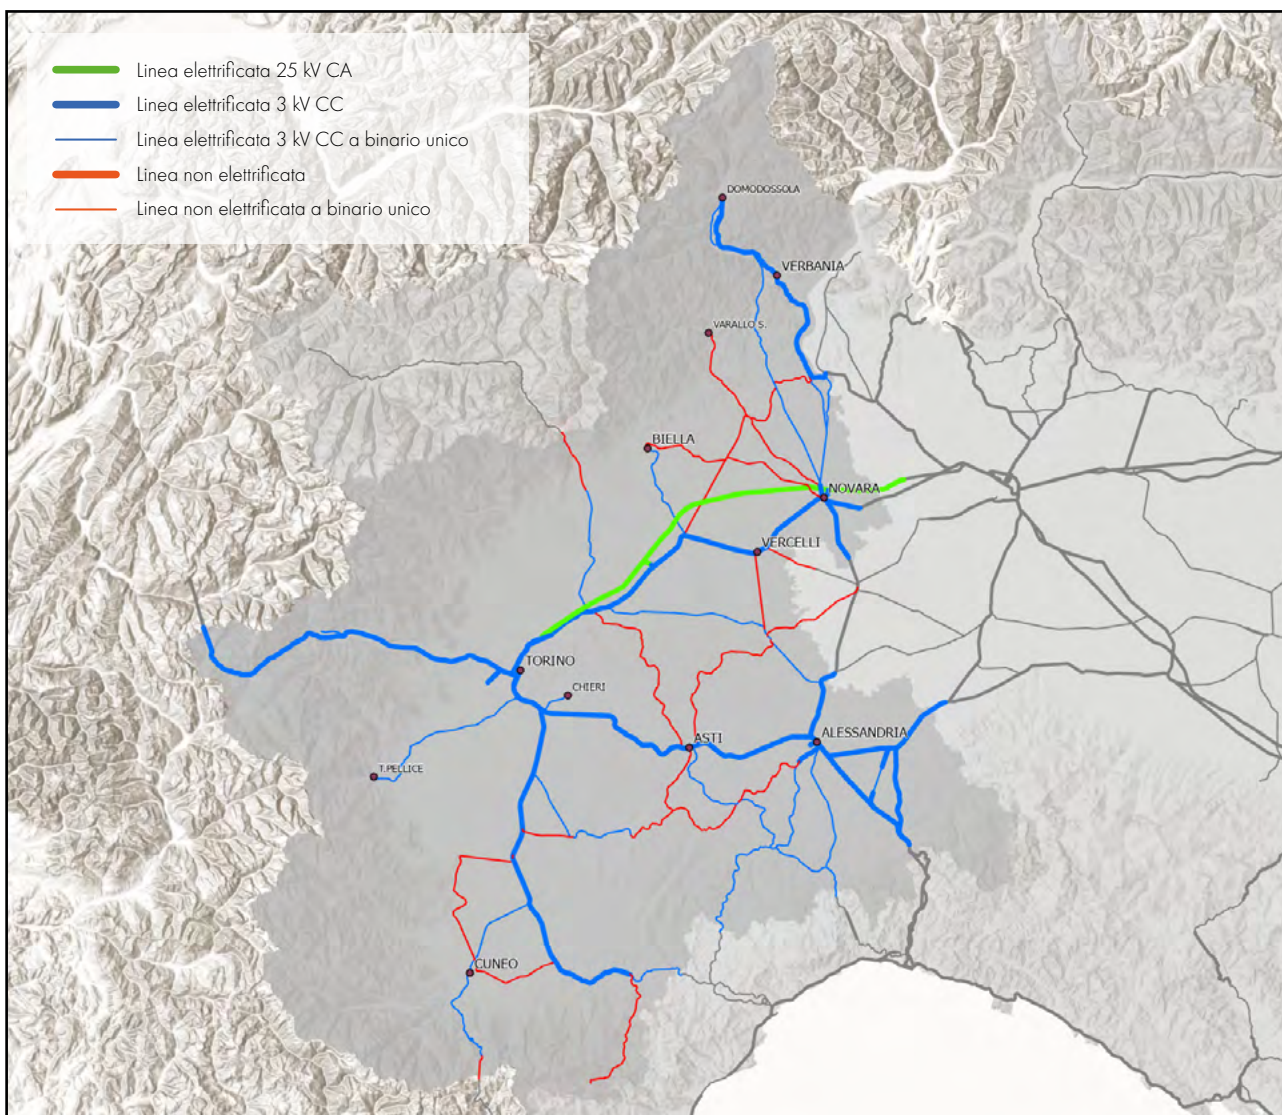 Linea elettrificata 25 kV CA
Linea elettrificata 3 kV CC
Linea elettrificata 3 kV CC a binario unico
Linea non elettrificata
Linea non elettrificata a binario unico
DOMODOSSOLA
VERBANIA
VARALLO S.
BIELLA
NOVARA
VERCELLI
TORINO
CHIERI
ASTI
ALESSANDRIA
T.PELLICE
CUNEO